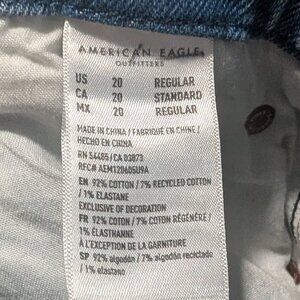 AMERICAN EAGLE
OUTFITTERS
US 20 REGULAR
CA 20 STANDARD
MX 20 REGULAR
MADE IN CHINA / FABRIQUÉ EN CHINE /
HECHO EN CHINA
RN 54485/CA 03873
RFC# AEM120605U9A
EN 92% COTTON / 7% RECYCLED COTTON
/ 1% ELASTANE
EXCLUSIVE OF DECORATION
FR 92% COTON / 7% COTON RÉGÉNÉRÉ /
1% ÉLASTHANNE
À L'EXCEPTION DE LA GARNITURE
SP 92% algodón / 7% algodón reciclado
/ 1% elastano